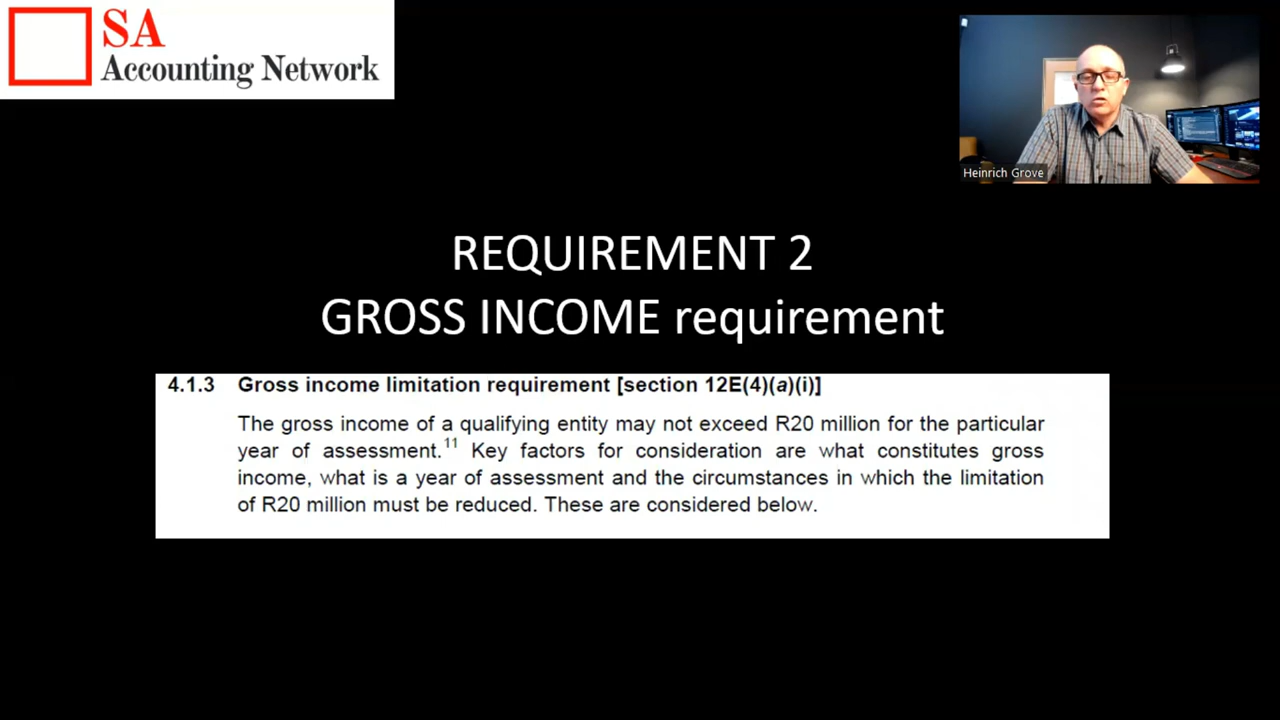 SA
Accounting Network
Heinrich Grove
REQUIREMENT 2
GROSS INCOME requirement
4.1.3 Gross income limitation requirement [section 12E(4)(a)(i)]
The gross income of a qualifying entity may not exceed R20 million for the particular
year of assessment.11 Key factors for consideration are what constitutes gross
income, what is a year of assessment and the circumstances in which the limitation
of R20 million must be reduced. These are considered below.